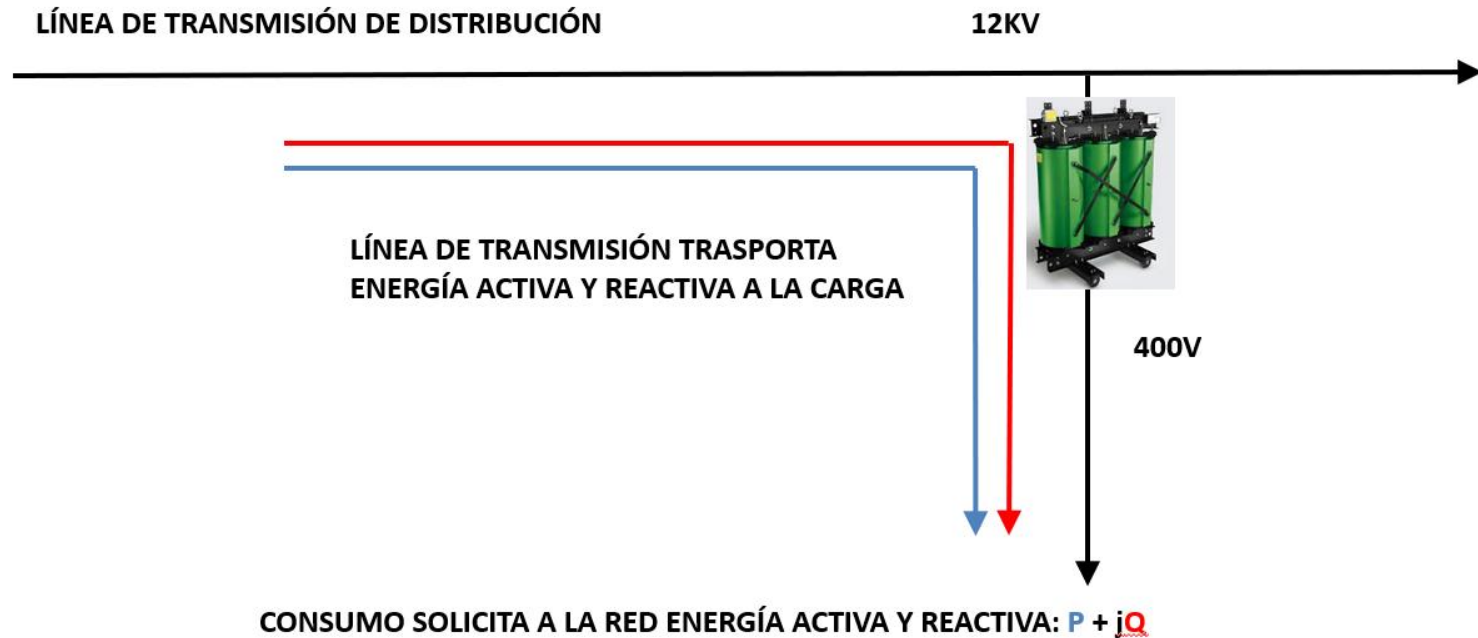 LÍNEA DE TRANSMISIÓN DE DISTRIBUCIÓN
12KV
LÍNEA DE TRANSMISIÓN TRASPORTA
ENERGÍA ACTIVA Y REACTIVA A LA CARGA
400V
CONSUMO SOLICITA A LA RED ENERGÍA ACTIVA Y REACTIVA: P + jQ